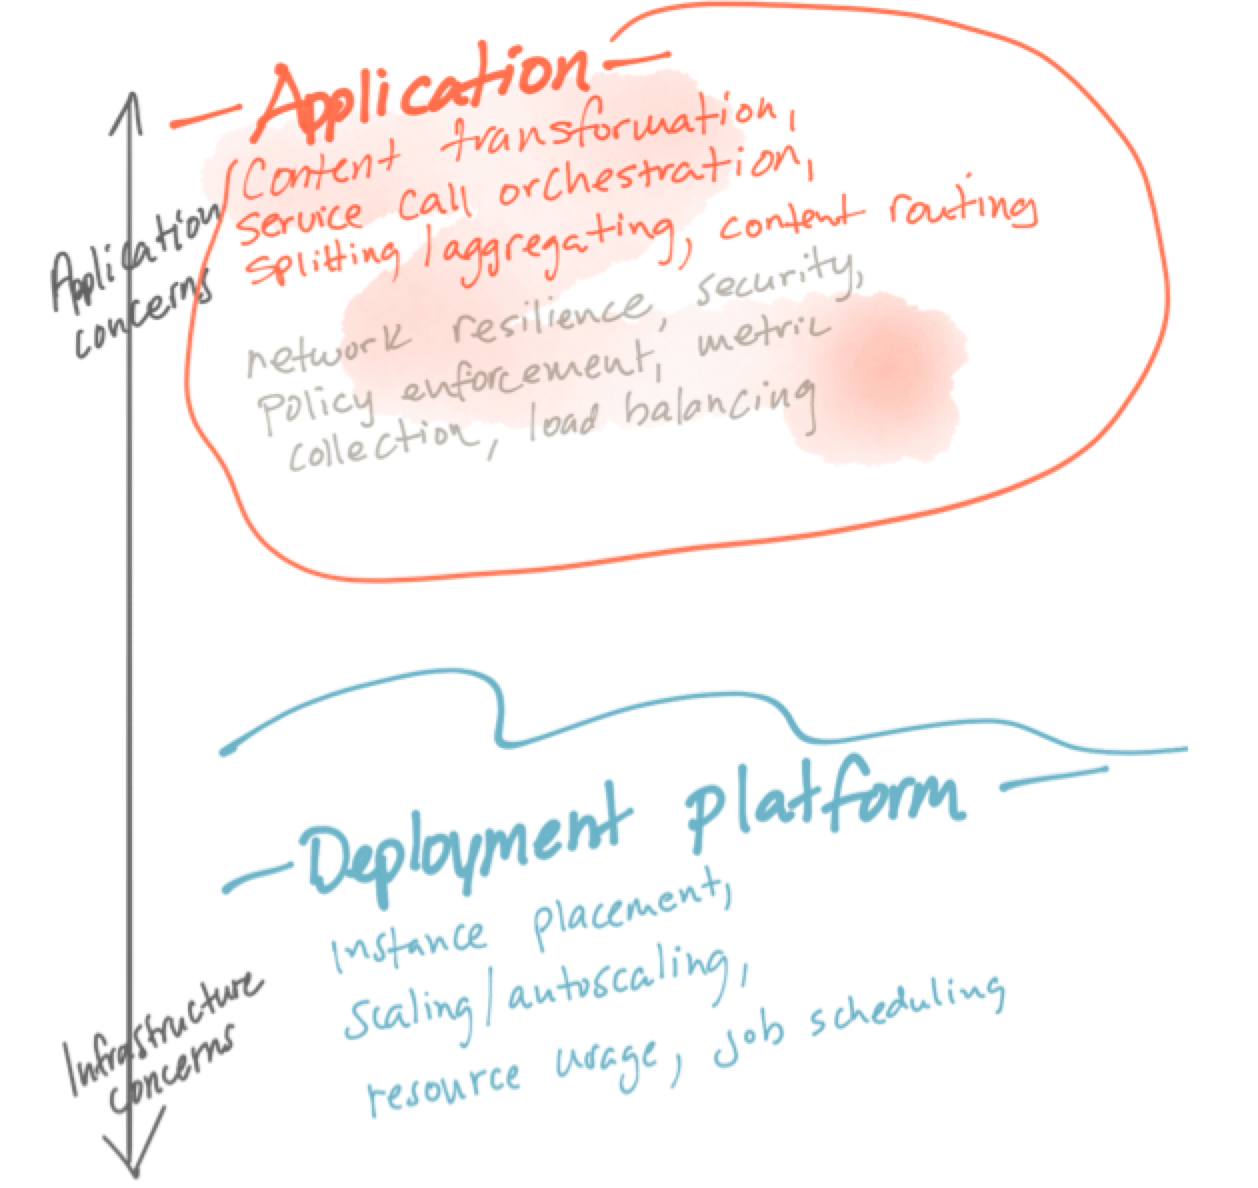 Application
Content transformation,
service call orchestration,
splitting / aggregating, content routing
network resilience, security,
policy enforcement, metric
collection, load balancing
Application
concerns
Deployment platform
Instance placement,
scaling / autoscaling,
resource usage, job scheduling
Infrastructure
concerns